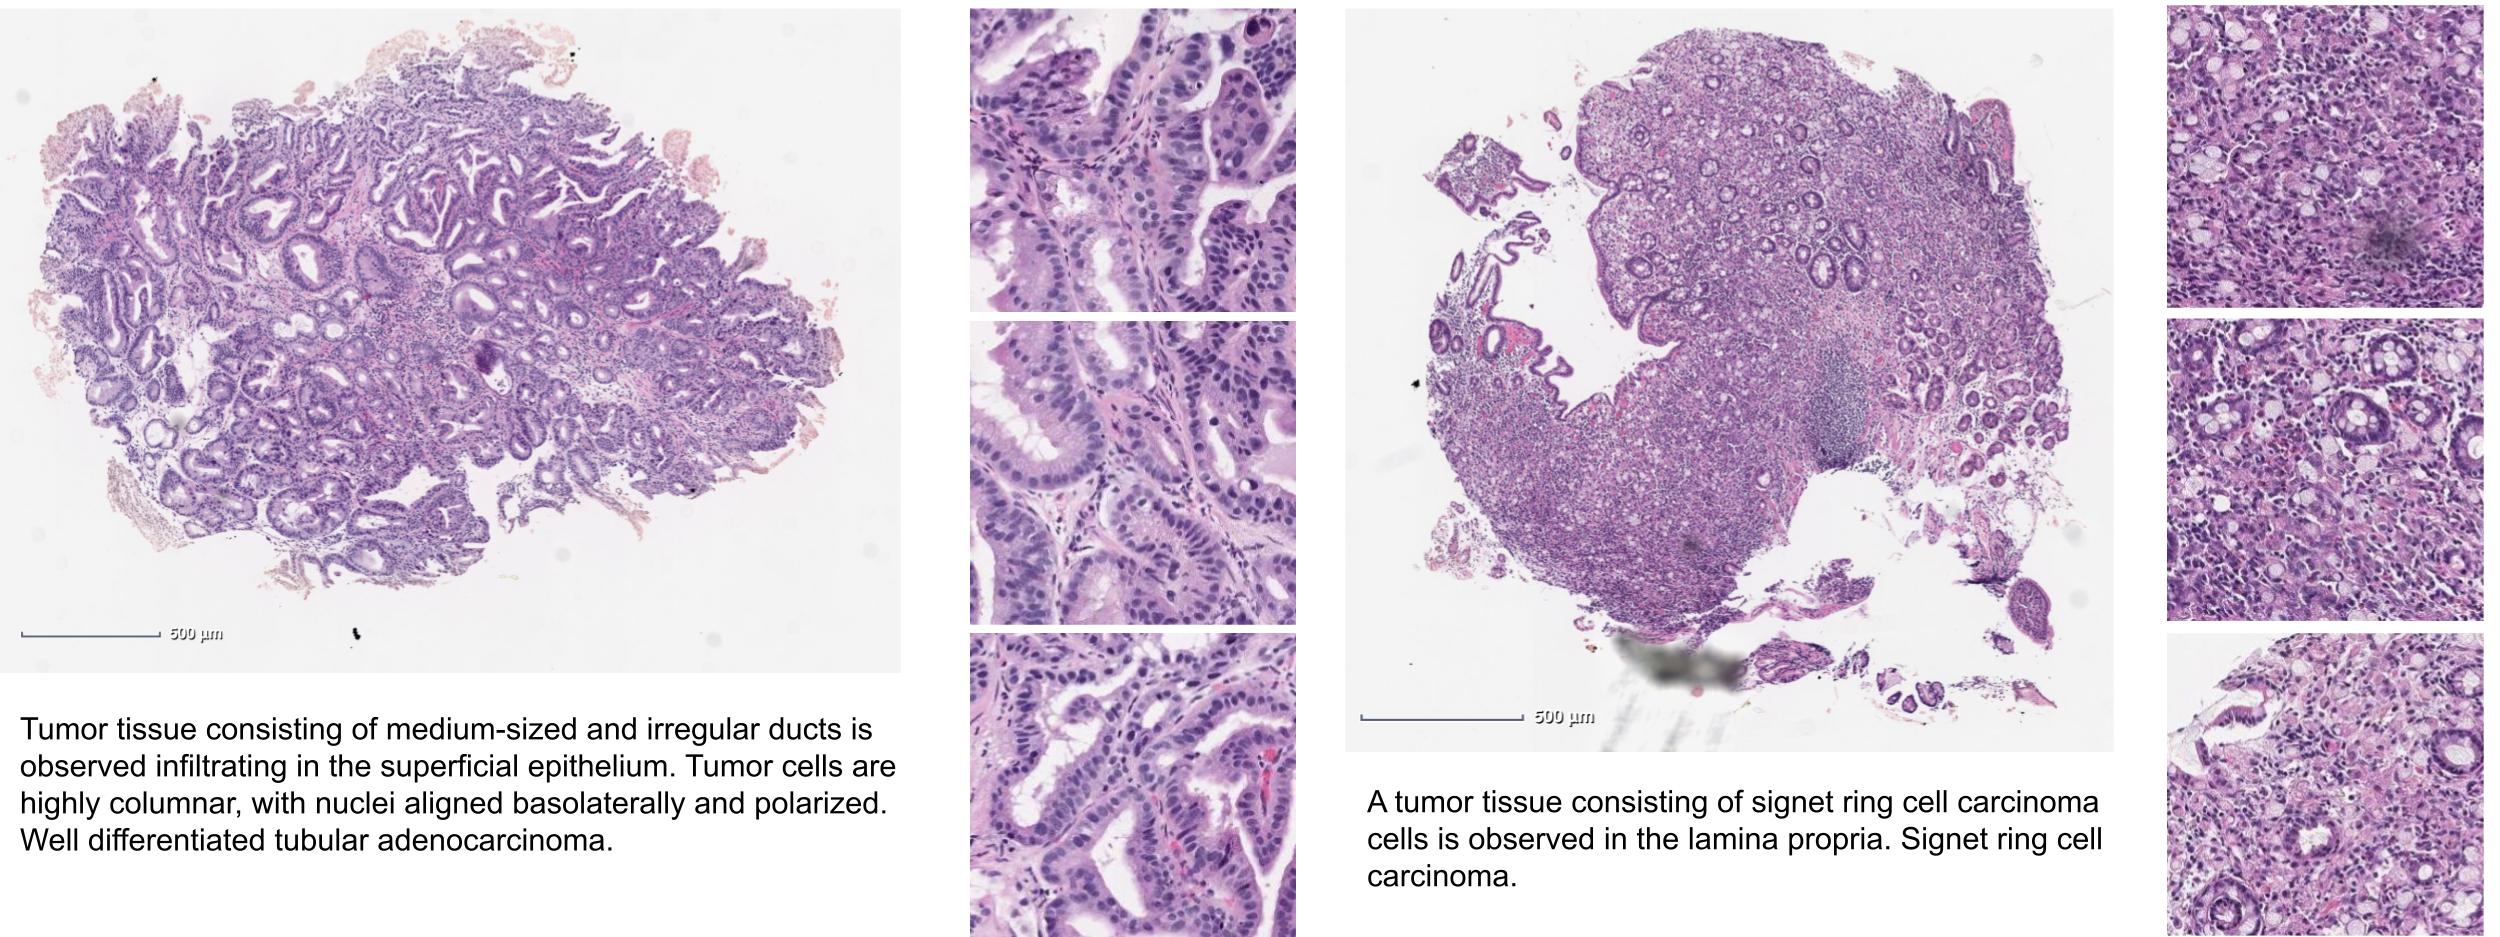 500 µm
Tumor tissue consisting of medium-sized and irregular ducts is
observed infiltrating in the superficial epithelium. Tumor cells are
highly columnar, with nuclei aligned basolaterally and polarized.
Well differentiated tubular adenocarcinoma.
500 µm
A tumor tissue consisting of signet ring cell carcinoma
cells is observed in the lamina propria. Signet ring cell
carcinoma.